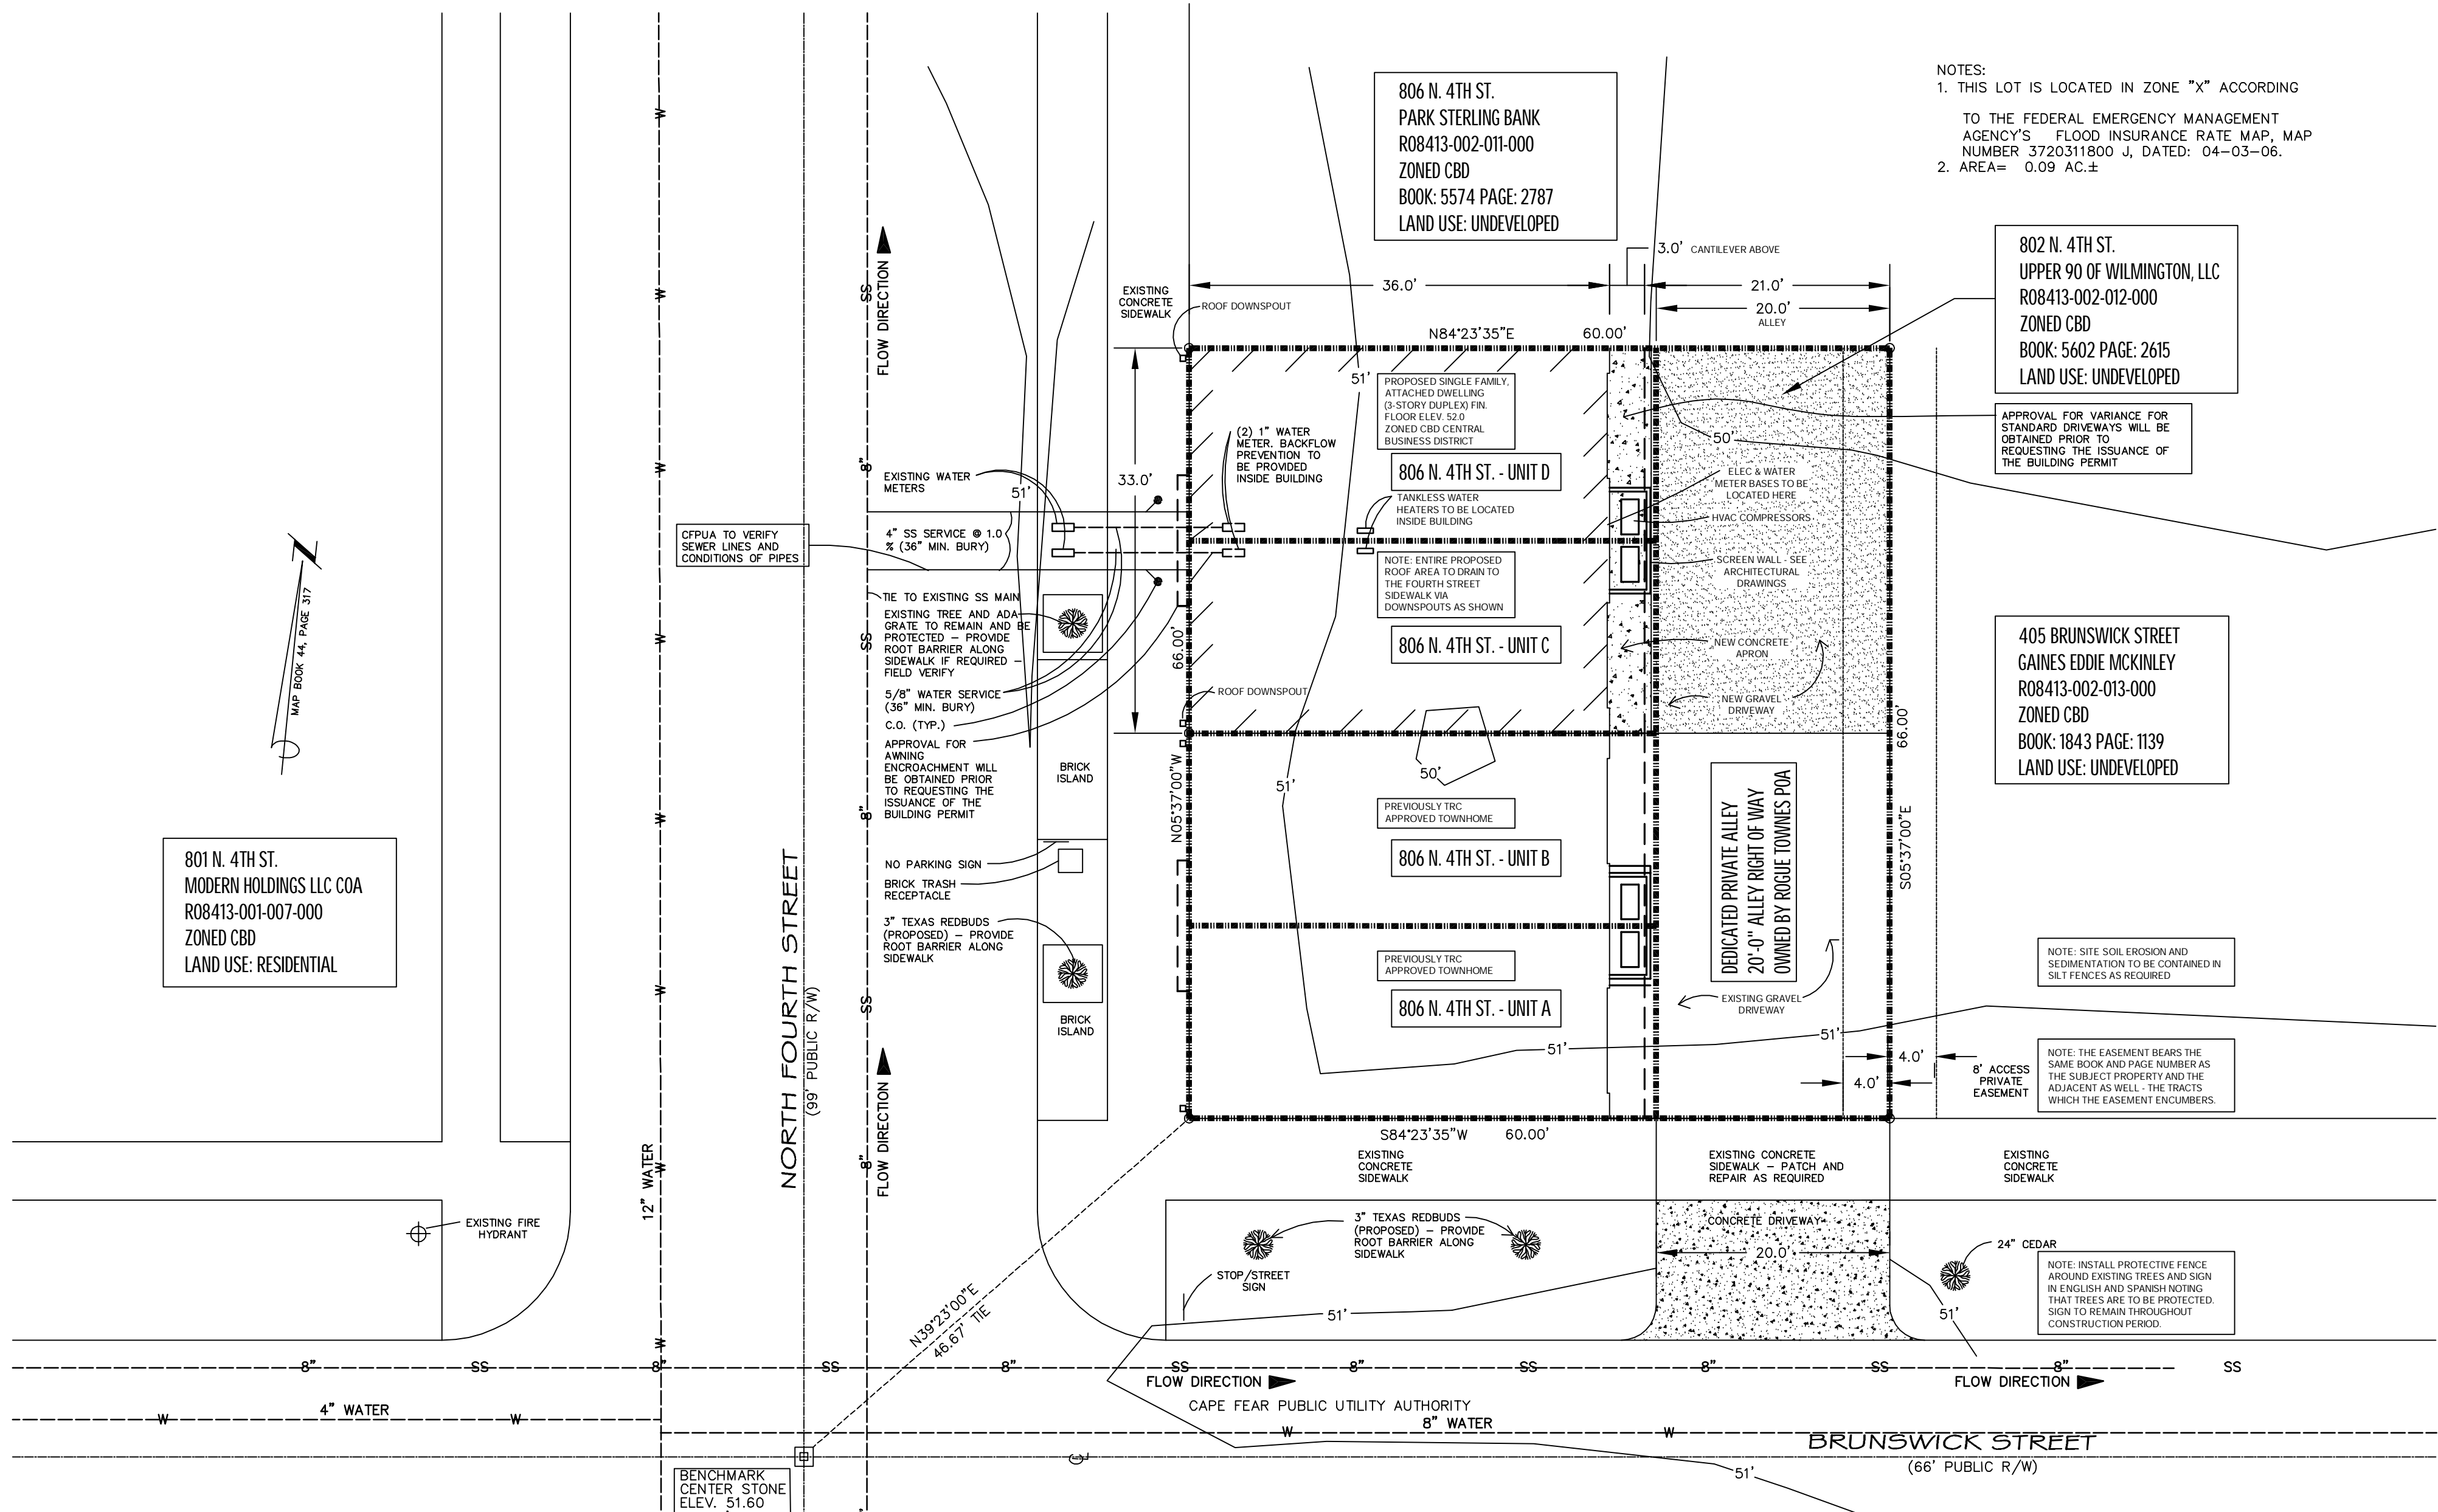 NOTES:
1. THIS LOT IS LOCATED IN ZONE "X" ACCORDING
TO THE FEDERAL EMERGENCY MANAGEMENT
AGENCY'S FLOOD INSURANCE RATE MAP, MAP
NUMBER 3720311800 J, DATED: 04-03-06.
2. AREA= 0.09 AC.±
806 N. 4TH ST.
PARK STERLING BANK
R08413-002-011-000
ZONED CBD
BOOK: 5574 PAGE: 2787
LAND USE: UNDEVELOPED
802 N. 4TH ST.
UPPER 90 OF WILMINGTON, LLC
R08413-002-012-000
ZONED CBD
BOOK: 5602 PAGE: 2615
LAND USE: UNDEVELOPED
APPROVAL FOR VARIANCE FOR
STANDARD DRIVEWAYS WILL BE
OBTAINED PRIOR TO
REQUESTING THE ISSUANCE OF
THE BUILDING PERMIT
405 BRUNSWICK STREET
GAINES EDDIE MCKINLEY
R08413-002-013-000
ZONED CBD
BOOK: 1843 PAGE: 1139
LAND USE: UNDEVELOPED
NOTE: SITE SOIL EROSION AND
SEDIMENTATION TO BE CONTAINED IN
SILT FENCES AS REQUIRED
NOTE: THE EASEMENT BEARS THE
SAME BOOK AND PAGE NUMBER AS
THE SUBJECT PROPERTY AND THE
ADJACENT AS WELL - THE TRACTS
WHICH THE EASEMENT ENCUMBERS.
8' ACCESS
PRIVATE
EASEMENT
4.0'
4.0'
24" CEDAR
NOTE: INSTALL PROTECTIVE FENCE
AROUND EXISTING TREES AND SIGN
IN ENGLISH AND SPANISH NOTING
THAT TREES ARE TO BE PROTECTED.
SIGN TO REMAIN THROUGHOUT
CONSTRUCTION PERIOD.
3.0' CANTILEVER ABOVE
36.0'
21.0'
20.0'
ALLEY
N84°23'35"E 60.00'
EXISTING
CONCRETE
SIDEWALK
ROOF DOWNSPOUT
33.0'
51'
51'
50'
PROPOSED SINGLE FAMILY,
ATTACHED DWELLING
(3-STORY DUPLEX) FIN.
FLOOR ELEV. 52.0
ZONED CBD CENTRAL
BUSINESS DISTRICT
806 N. 4TH ST. - UNIT D
(2) 1" WATER
METER. BACKFLOW
PREVENTION TO
BE PROVIDED
INSIDE BUILDING
TANKLESS WATER
HEATERS TO BE LOCATED
INSIDE BUILDING
NOTE: ENTIRE PROPOSED
ROOF AREA TO DRAIN TO
THE FOURTH STREET
SIDEWALK VIA
DOWNSPOUTS AS SHOWN
806 N. 4TH ST. - UNIT C
ROOF DOWNSPOUT
ELEC & WATER
METER BASES TO BE
LOCATED HERE
HVAC COMPRESSORS
SCREEN WALL - SEE
ARCHITECTURAL
DRAWINGS
NEW CONCRETE
APRON
NEW GRAVEL
DRIVEWAY
66.00'
N05°37'00"W
66.00'
S05°37'00"E
51'
50'
PREVIOUSLY TRC
APPROVED TOWNHOME
806 N. 4TH ST. - UNIT B
PREVIOUSLY TRC
APPROVED TOWNHOME
806 N. 4TH ST. - UNIT A
DEDICATED PRIVATE ALLEY
20'-0" ALLEY RIGHT OF WAY
OWNED BY ROGUE TOWNES POA
EXISTING GRAVEL
DRIVEWAY
51'
51'
S84°23'35"W 60.00'
EXISTING
CONCRETE
SIDEWALK
EXISTING CONCRETE
SIDEWALK – PATCH AND
REPAIR AS REQUIRED
EXISTING
CONCRETE
SIDEWALK
CONCRETE DRIVEWAY
20.0'
3" TEXAS REDBUDS
(PROPOSED) – PROVIDE
ROOT BARRIER ALONG
SIDEWALK
STOP/STREET
SIGN
51'
51'
51'
EXISTING WATER
METERS
4" SS SERVICE @ 1.0
% (36" MIN. BURY)
CFPUA TO VERIFY
SEWER LINES AND
CONDITIONS OF PIPES
TIE TO EXISTING SS MAIN
EXISTING TREE AND ADA
GRATE TO REMAIN AND BE
PROTECTED – PROVIDE
ROOT BARRIER ALONG
SIDEWALK IF REQUIRED –
FIELD VERIFY
5/8" WATER SERVICE
(36" MIN. BURY)
C.O. (TYP.)
APPROVAL FOR
AWNING
ENCROACHMENT WILL
BE OBTAINED PRIOR
TO REQUESTING THE
ISSUANCE OF THE
BUILDING PERMIT
BRICK
ISLAND
NO PARKING SIGN
BRICK TRASH
RECEPTACLE
3" TEXAS REDBUDS
(PROPOSED) – PROVIDE
ROOT BARRIER ALONG
SIDEWALK
BRICK
ISLAND
FLOW DIRECTION
FLOW DIRECTION
NORTH FOURTH STREET
(99' PUBLIC R/W)
12" WATER
W
W
W
W
W
W
W
W
SS
8"
SS
8"
SS
8"
N
MAP BOOK 44, PAGE 317
801 N. 4TH ST.
MODERN HOLDINGS LLC COA
R08413-001-007-000
ZONED CBD
LAND USE: RESIDENTIAL
EXISTING FIRE
HYDRANT
N39°23'00"E
46.67' TIE
8" SS 8" SS 8" SS 8" SS 8" SS 8" SS
FLOW DIRECTION
FLOW DIRECTION
4" WATER
W
W
CAPE FEAR PUBLIC UTILITY AUTHORITY
8" WATER
W
W
BRUNSWICK STREET
(66' PUBLIC R/W)
BENCHMARK
CENTER STONE
ELEV. 51.60